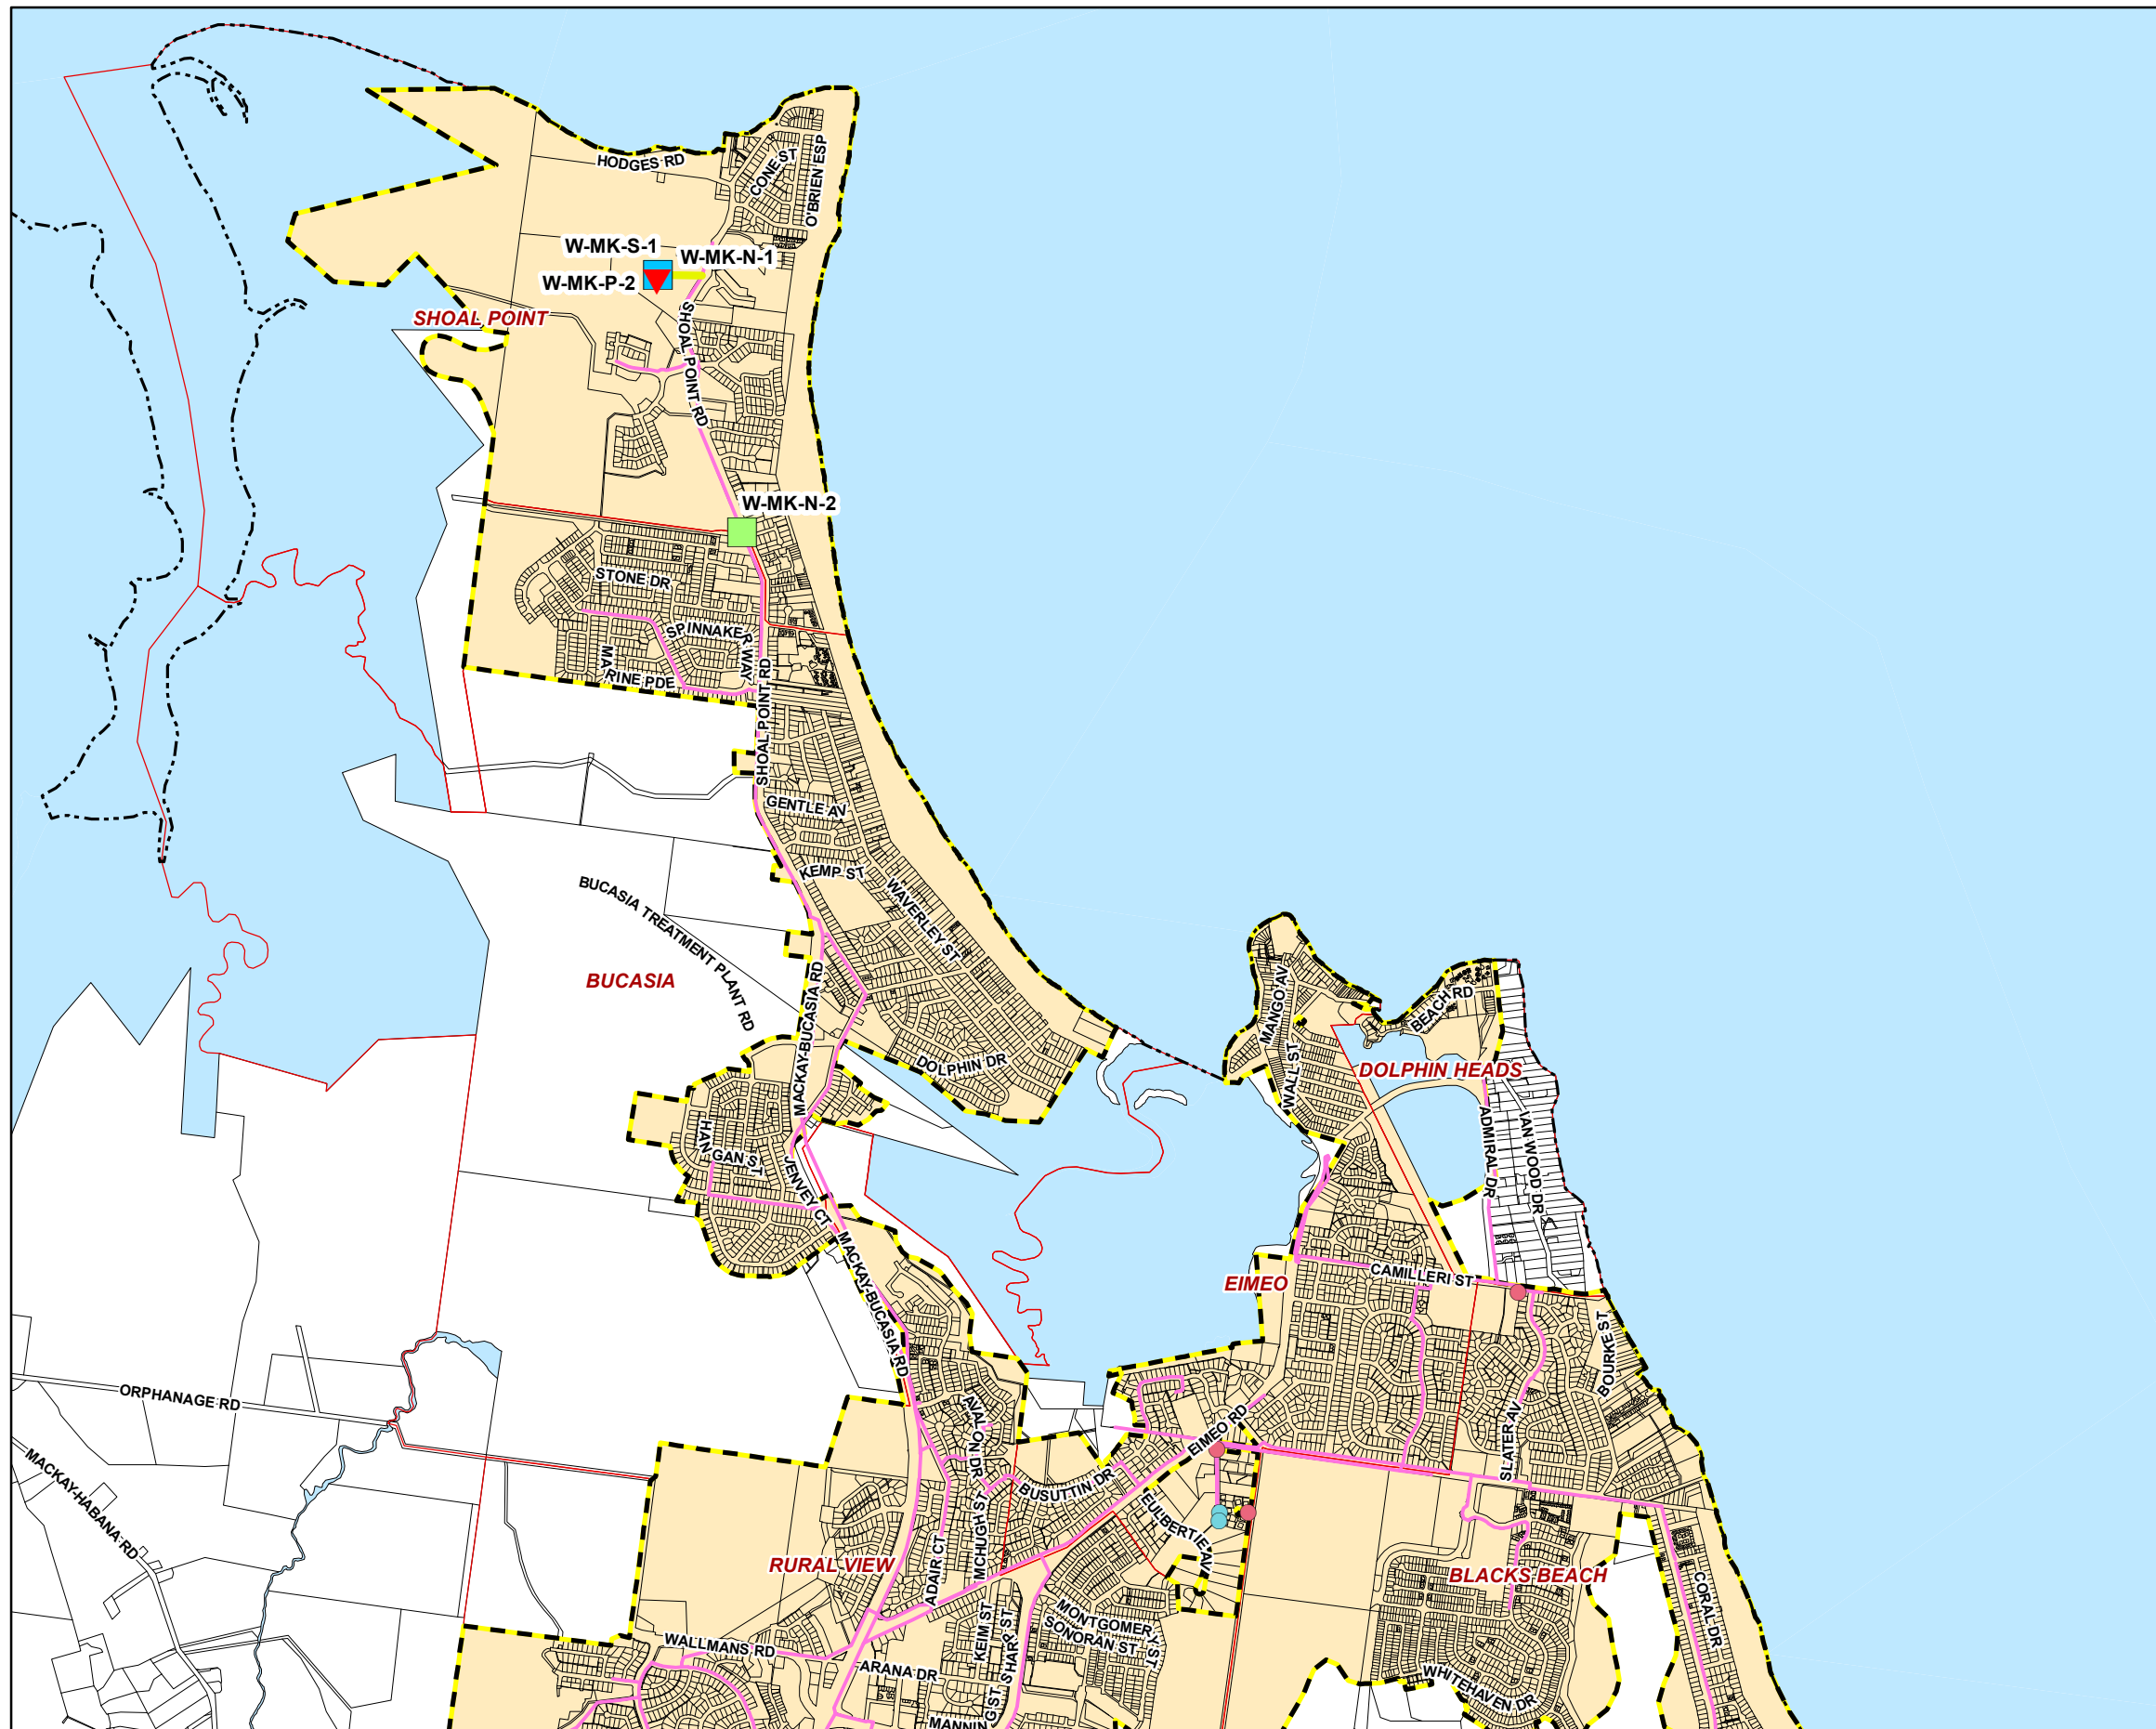 HODGES RD
CONE ST
O'BRIEN ESP
W-MK-S-1
W-MK-N-1
W-MK-P-2
SHOAL POINT
SHOAL POINT RD
W-MK-N-2
STONE DR
SPINNAKER WAY
MARINE PDE
SHOAL POINT RD
GENTLE AV
KEMP ST
WAVERLEY ST
BUCASIA TREATMENT PLANT RD
BUCASIA
MACKAY-BUCASIA RD
DOLPHIN DR
MANGO AV
WALL ST
BEACH RD
DOLPHIN HEADS
ADMIRAL DR
VAN WOOD DR
HANGAN ST
JENVEY CT
MACKAY-BUCASIA RD
EIMEO
CAMILLERI ST
BOURKE ST
ORPHANAGE RD
MACKAY-HABANA RD
AVALON DR
EIMEO RD
SLATER AV
BUSUTTIN DR
MCHUGH ST
EULBERTIE AV
ADAIR CT
RURAL VIEW
BLACKS BEACH
CORAL DR
KEIM ST
SHARP ST
MONTGOMERY ST
SONORAN ST
WALLMANS RD
ARANA DR
WHITEHAVEN DR
MANNING ST